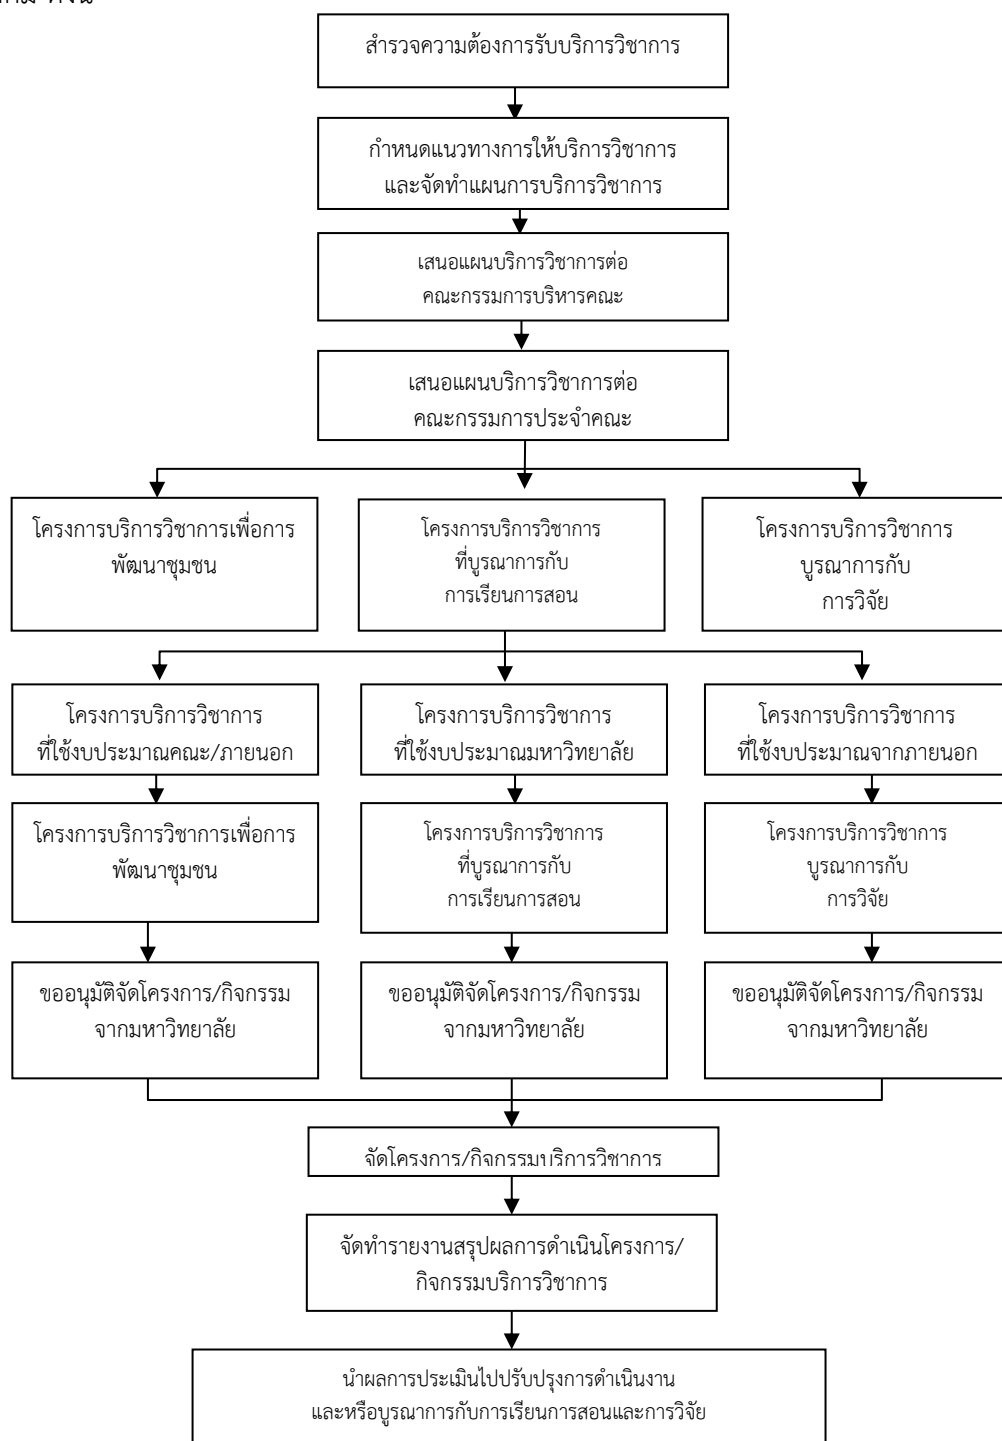 สำรวจความต้องการรับบริการวิชาการ
กำหนดแนวทางการให้บริการวิชาการ
และจัดทำแผนการบริการวิชาการ
เสนอแผนบริการวิชาการต่อ
คณะกรรมการบริหารคณะ
เสนอแผนบริการวิชาการต่อ
คณะกรรมการประจำคณะ
โครงการบริการวิชาการเพื่อการ
พัฒนาชุมชน
โครงการบริการวิชาการ
ที่บูรณาการกับ
การเรียนการสอน
โครงการบริการวิชาการ
บูรณาการกับ
การวิจัย
โครงการบริการวิชาการ
ที่ใช้งบประมาณคณะ/ภายนอก
โครงการบริการวิชาการ
ที่ใช้งบประมาณมหาวิทยาลัย
โครงการบริการวิชาการ
ที่ใช้งบประมาณจากภายนอก
โครงการบริการวิชาการเพื่อการ
พัฒนาชุมชน
โครงการบริการวิชาการ
ที่บูรณาการกับ
การเรียนการสอน
โครงการบริการวิชาการ
บูรณาการกับ
การวิจัย
ขออนุมัติจัดโครงการ/กิจกรรม
จากมหาวิทยาลัย
ขออนุมัติจัดโครงการ/กิจกรรม
จากมหาวิทยาลัย
ขออนุมัติจัดโครงการ/กิจกรรม
จากมหาวิทยาลัย
จัดโครงการ/กิจกรรมบริการวิชาการ
จัดทำรายงานสรุปผลการดำเนินโครงการ/
กิจกรรมบริการวิชาการ
นำผลการประเมินไปปรับปรุงการดำเนินงาน
และหรือบูรณาการกับการเรียนการสอนและการวิจัย